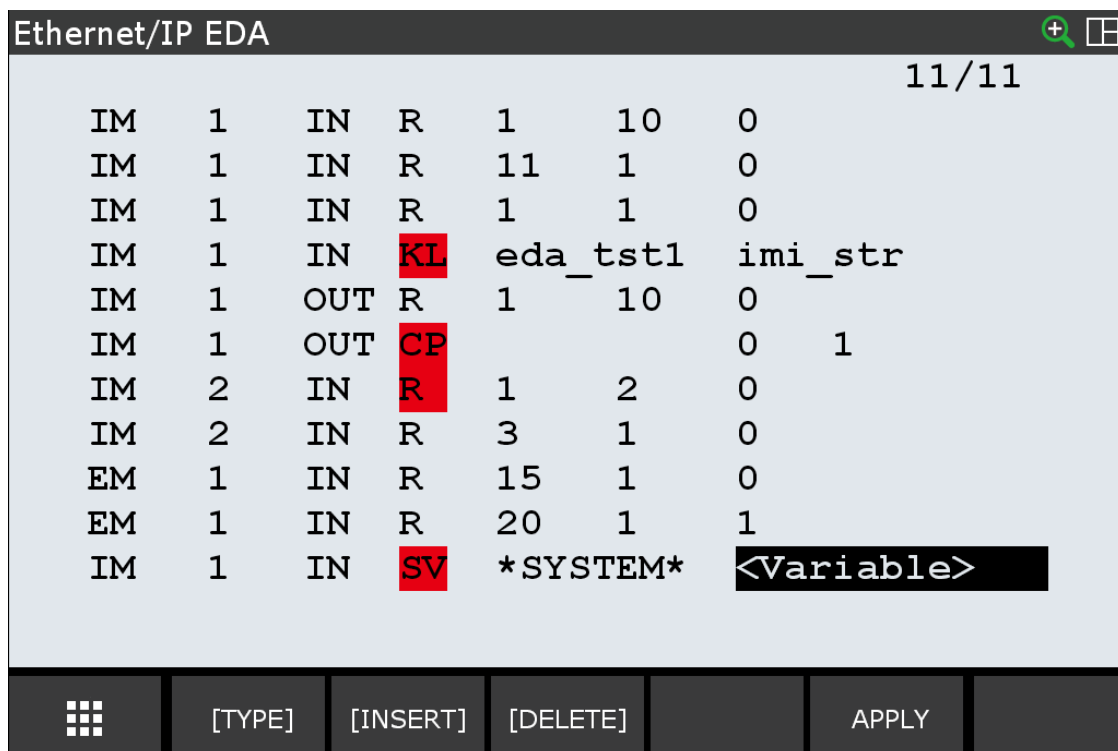 Ethernet/IP EDA
11/11
IM 1 IN R 1 10 0
IM 1 IN R 11 1 0
IM 1 IN R 1 1 0
IM 1 IN KL eda_tst1 imi_str
IM 1 OUT R 1 10 0
IM 1 OUT CP 0 1
IM 2 IN R 1 2 0
IM 2 IN R 3 1 0
EM 1 IN R 15 1 0
EM 1 IN R 20 1 1
IM 1 IN SV *SYSTEM* <Variable>
[TYPE] [INSERT] [DELETE] APPLY